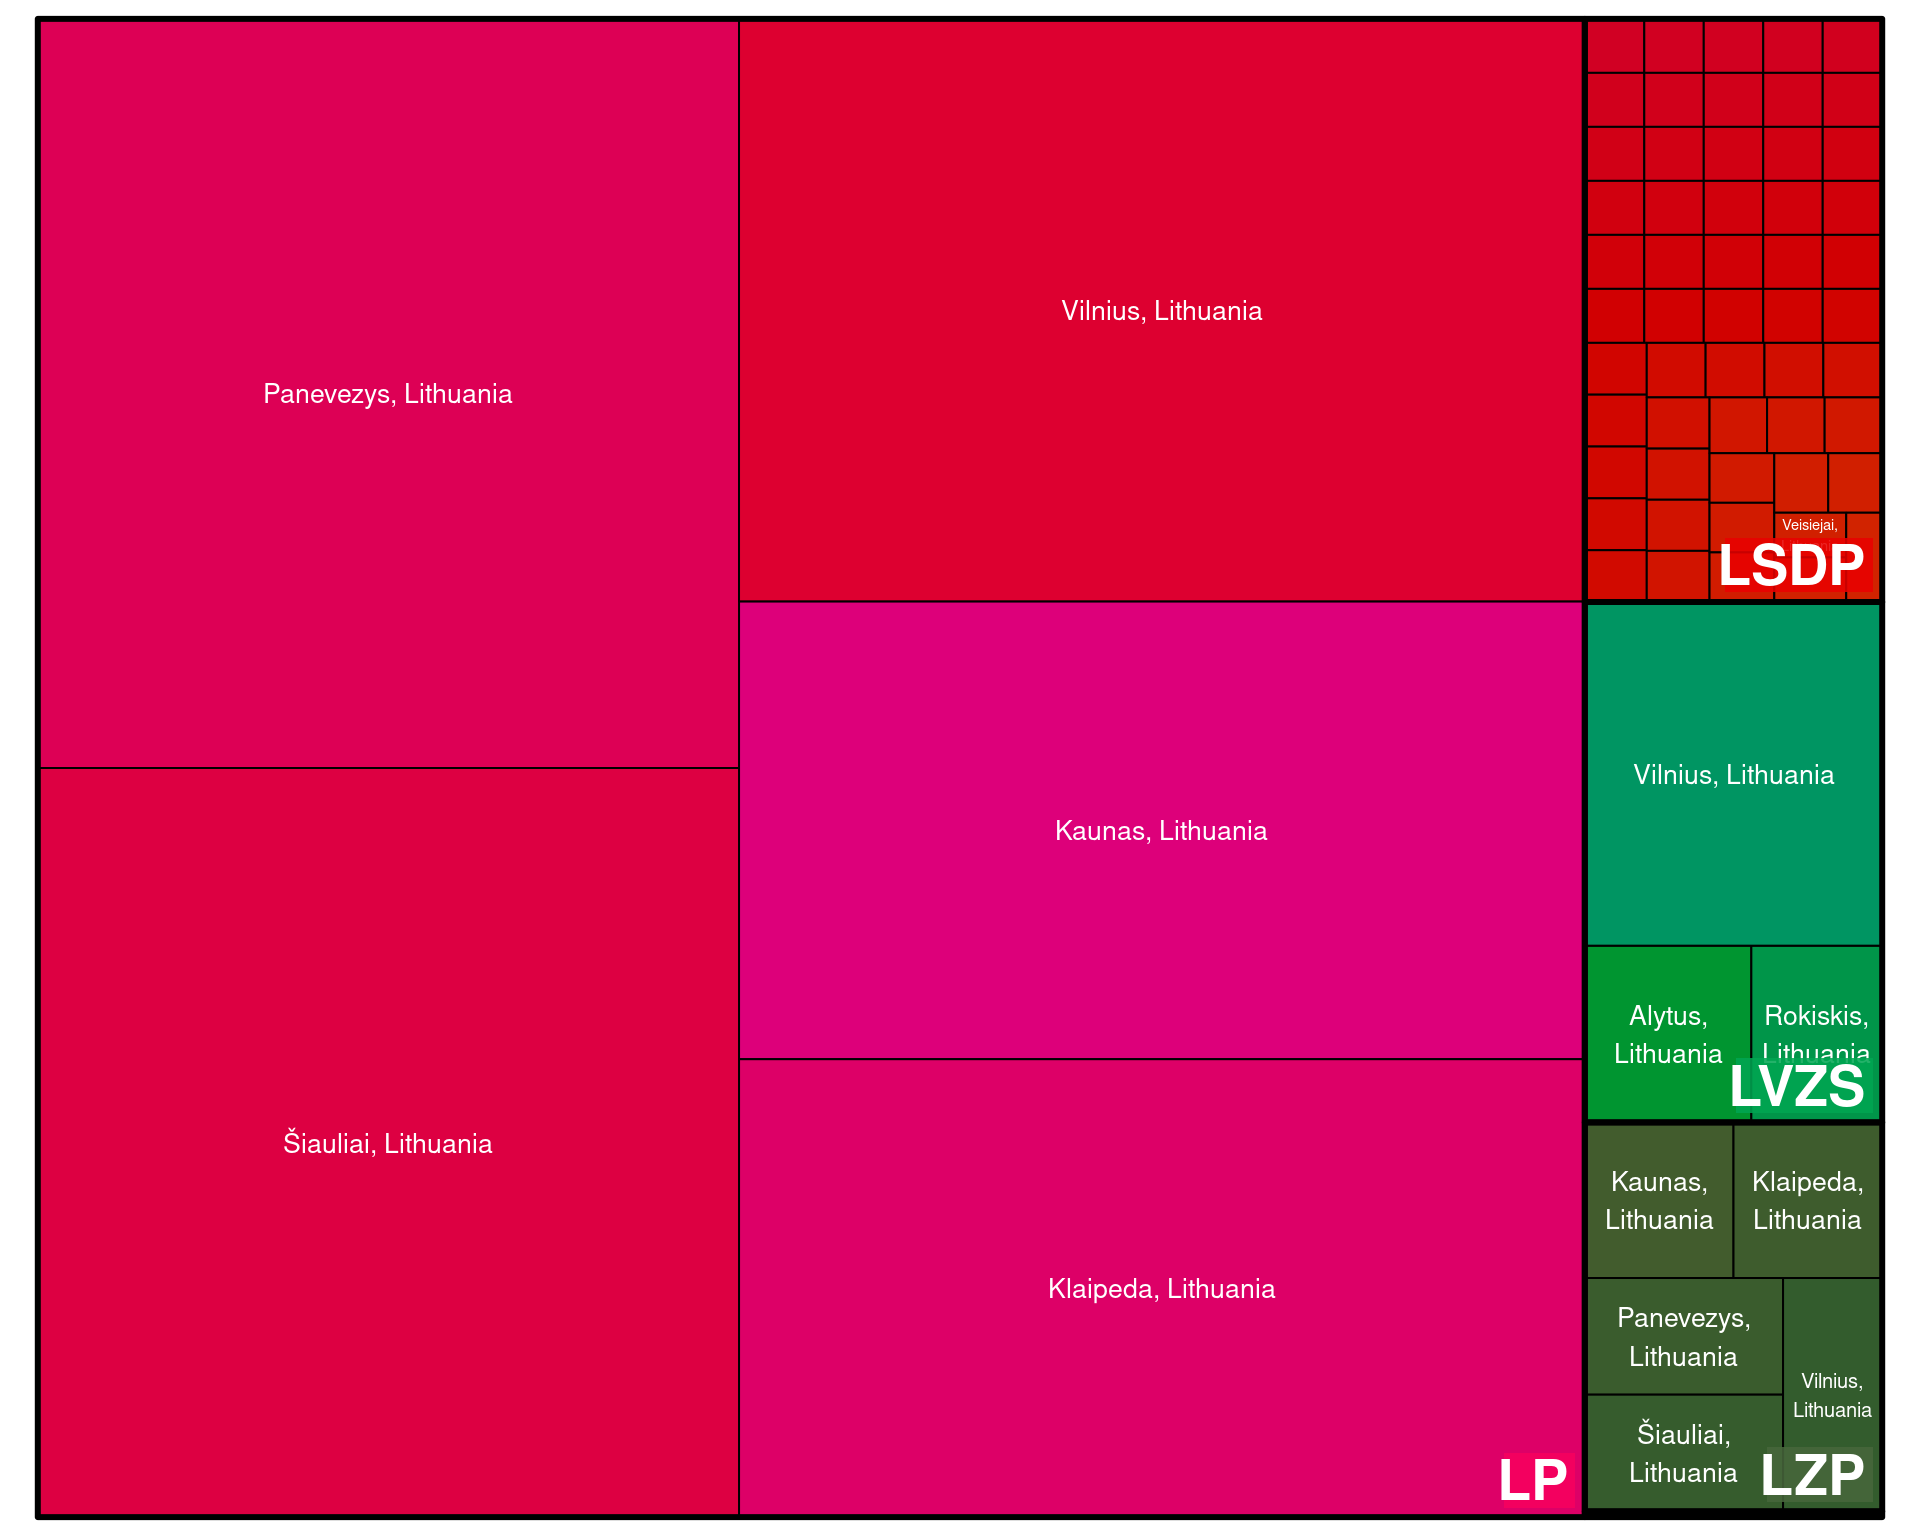 Panevezys, Lithuania
Šiauliai, Lithuania
Vilnius, Lithuania
Kaunas, Lithuania
Klaipeda, Lithuania
LP
Veisiejai,
LSDP
Vilnius, Lithuania
Alytus,
Lithuania
Rokiskis,
Lithuania
LVZS
Kaunas,
Lithuania
Klaipeda,
Lithuania
Panevezys,
Lithuania
Šiauliai,
Lithuania
Vilnius,
Lithuania
LZP